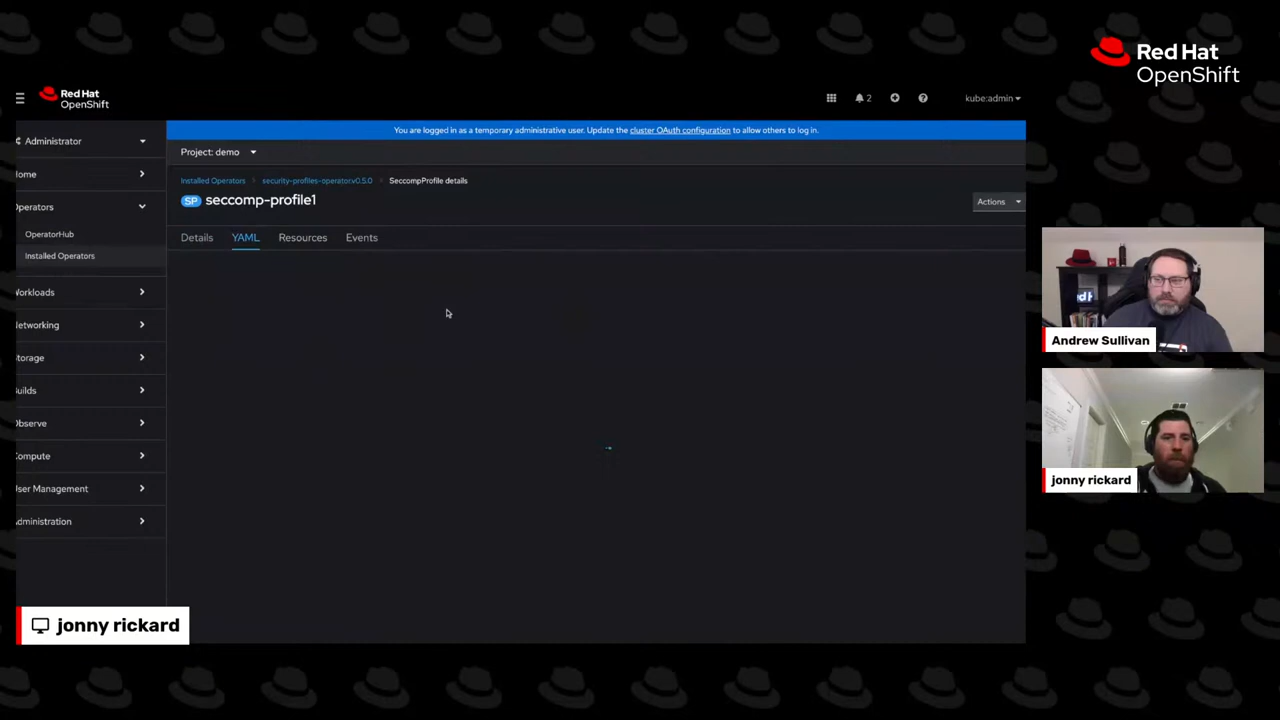 Red Hat
OpenShift
Red Hat
OpenShift
2
kube:admin
You are logged in as a temporary administrative user. Update the cluster OAuth configuration to allow others to log in.
Administrator
Project: demo
ome
Installed Operators
security-profiles-operator.v0.5.0
SeccompProfile details
SP seccomp-profile1
Actions
perators
Details
YAML
Resources
Events
OperatorHub
Installed Operators
orkloads
etworking
torage
uilds
bserve
ompute
ser Management
dministration
Andrew Sullivan
jonny rickard
jonny rickard